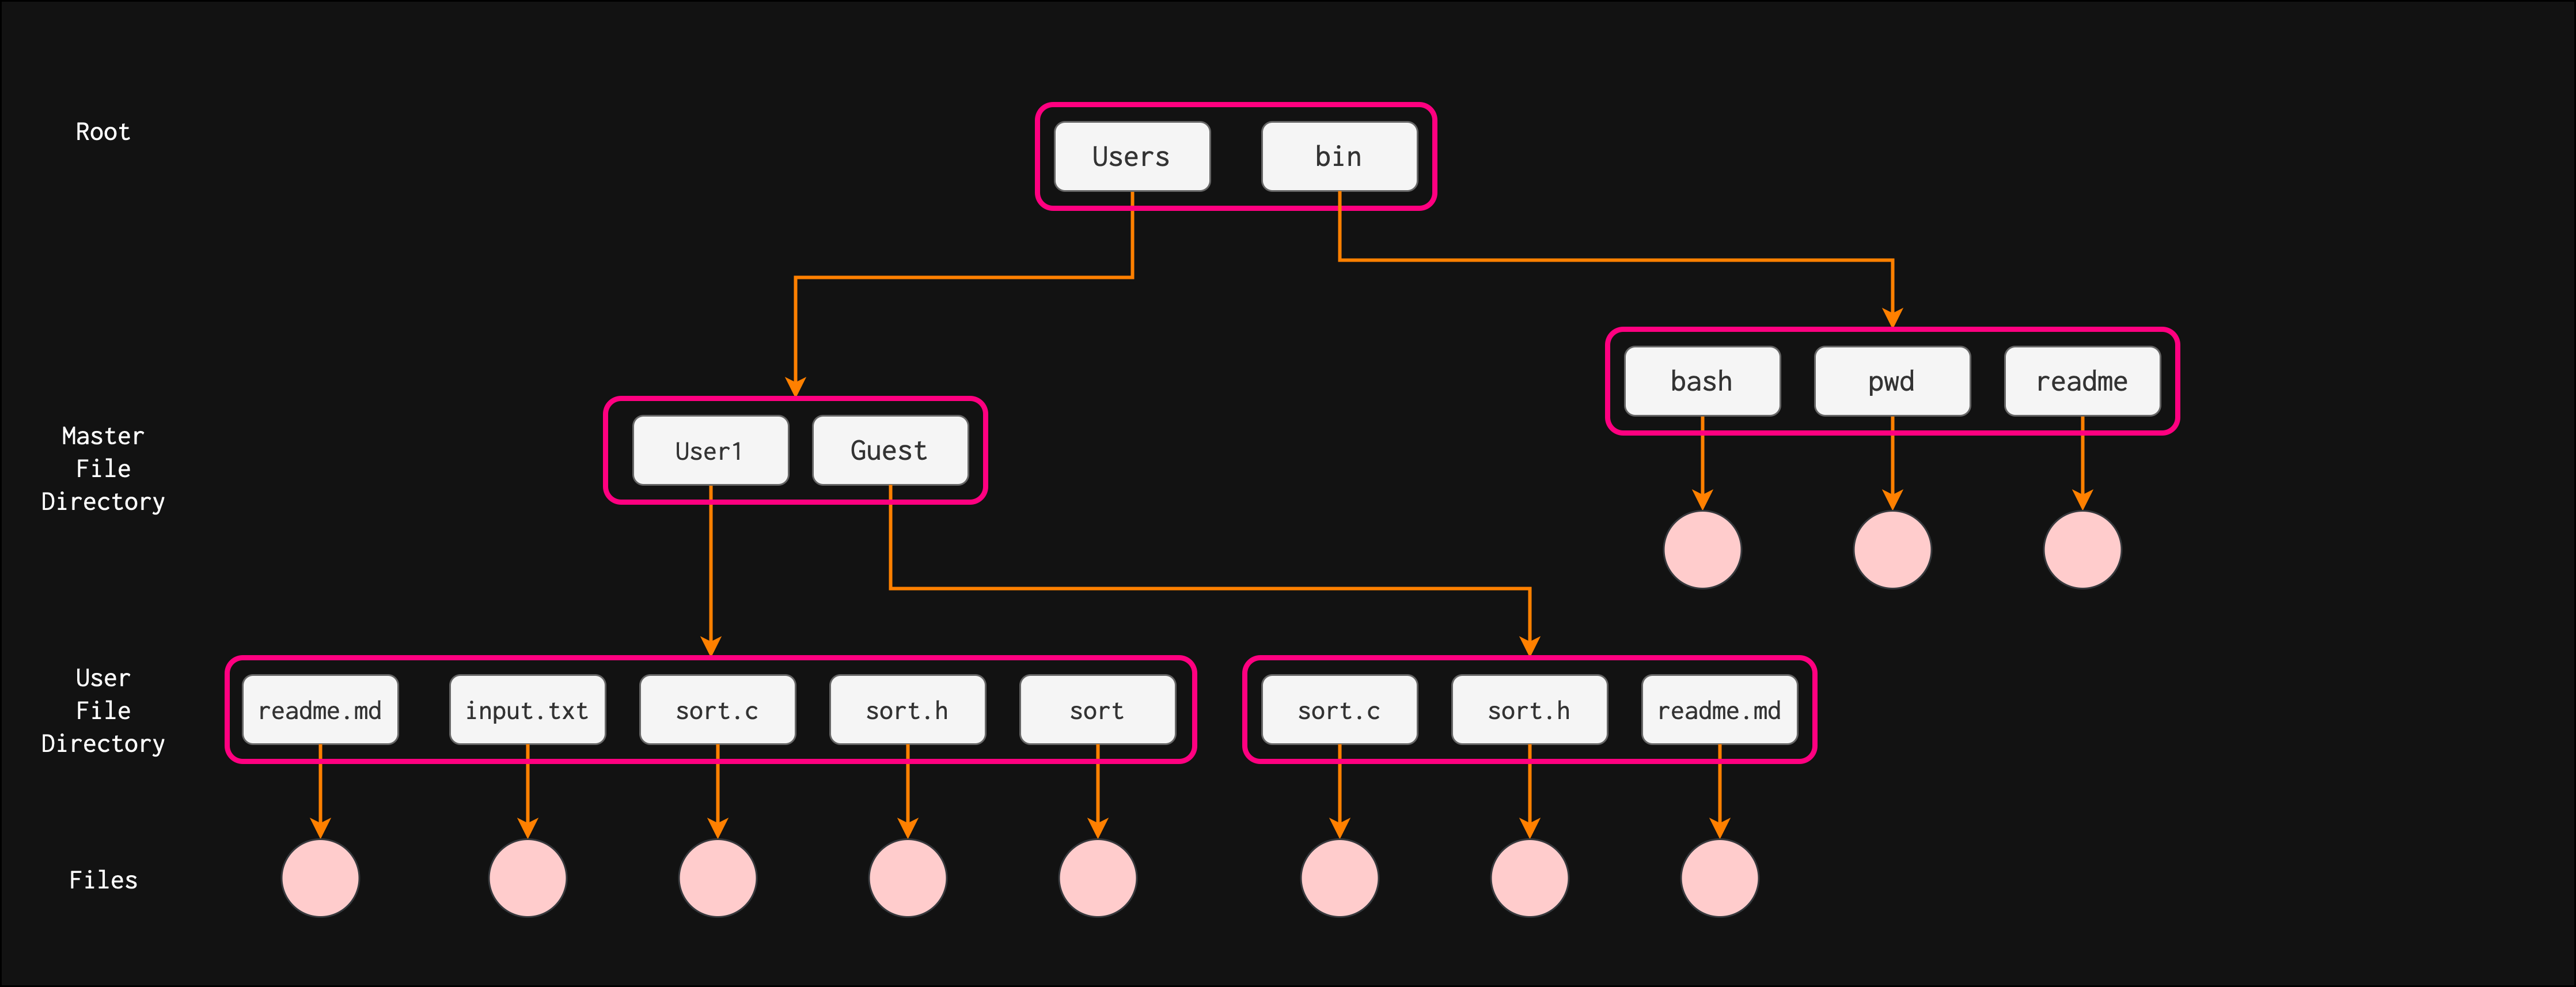 Root
Users
bin
bash
pwd
readme
Master
File
Directory
User1
Guest
User
File
Directory
readme.md
input.txt
sort.c
sort.h
sort
sort.c
sort.h
readme.md
Files